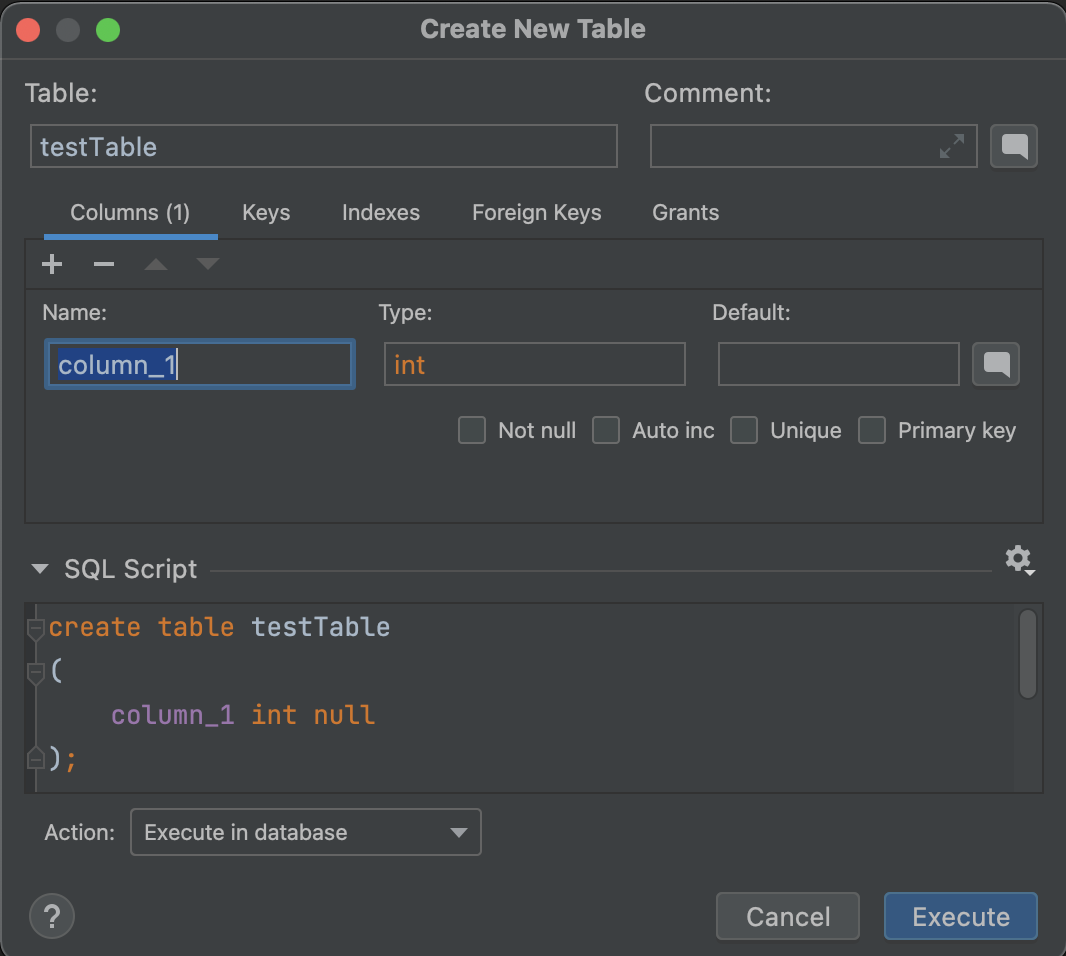 Create New Table
Table:
Comment:
testTable
Columns (1) Keys Indexes Foreign Keys Grants
Name: Type: Default:
column_1 int
Not null Auto inc Unique Primary key
SQL Script
create table testTable
(
column_1 int null
);
Action: Execute in database
? Cancel Execute